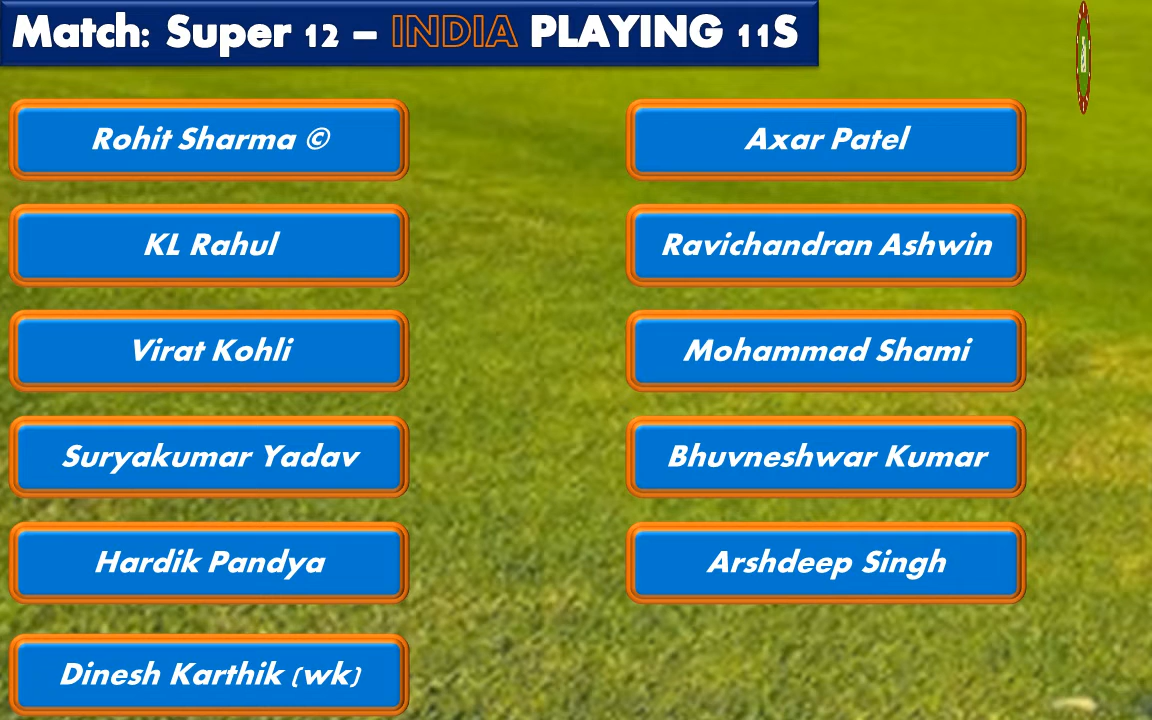 Match: Super 12 – INDIA PLAYING 11S
Rohit Sharma ©
KL Rahul
Virat Kohli
Suryakumar Yadav
Hardik Pandya
Dinesh Karthik (wk)
Axar Patel
Ravichandran Ashwin
Mohammad Shami
Bhuvneshwar Kumar
Arshdeep Singh